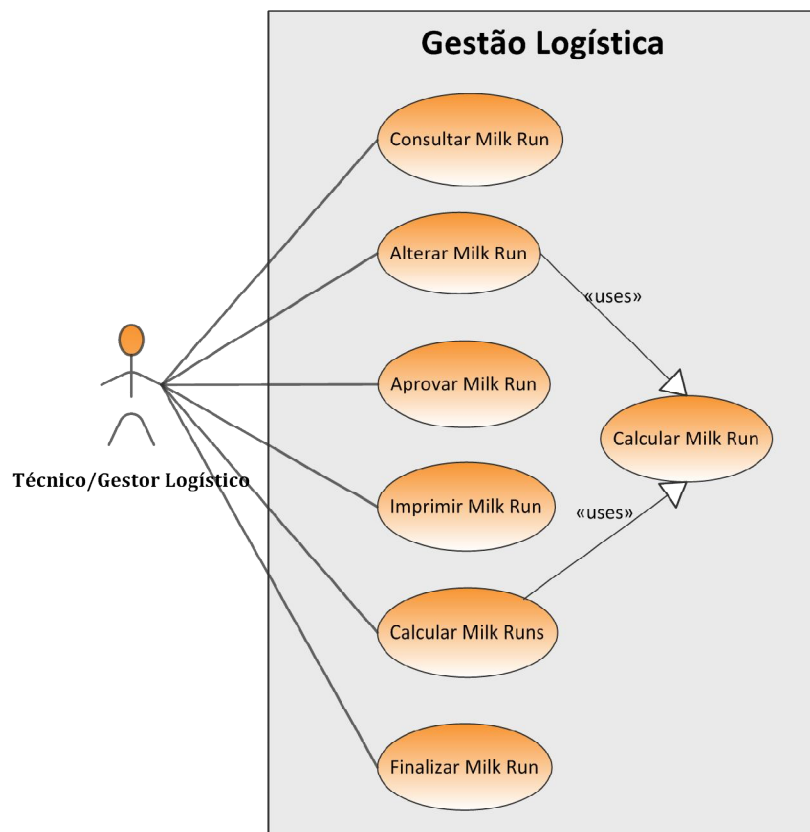 Gestão Logística
Consultar Milk Run
Alterar Milk Run
«uses»
Aprovar Milk Run
Calcular Milk Run
Técnico/Gestor Logístico
Imprimir Milk Run
«uses»
Calcular Milk Runs
Finalizar Milk Run